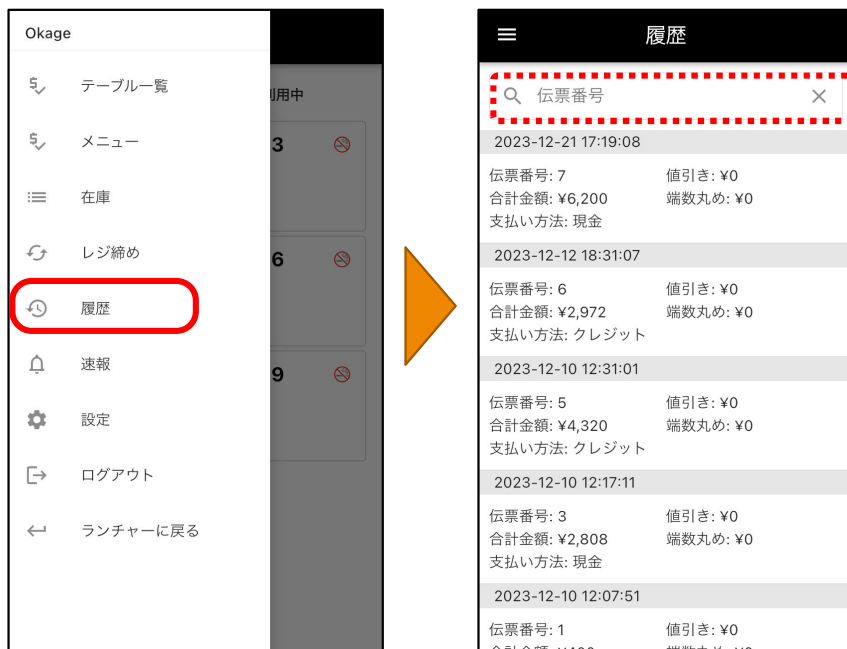 Okage
テーブル一覧
メニュー
在庫
レジ締め
履歴
速報
設定
ログアウト
ランチャーに戻る
用中
3
6
9
履歴
伝票番号
2023-12-21 17:19:08
伝票番号: 7 値引き: ¥0
合計金額: ¥6,200 端数丸め: ¥0
支払い方法: 現金
2023-12-12 18:31:07
伝票番号: 6 値引き: ¥0
合計金額: ¥2,972 端数丸め: ¥0
支払い方法: クレジット
2023-12-10 12:31:01
伝票番号: 5 値引き: ¥0
合計金額: ¥4,320 端数丸め: ¥0
支払い方法: クレジット
2023-12-10 12:17:11
伝票番号: 3 値引き: ¥0
合計金額: ¥2,808 端数丸め: ¥0
支払い方法: 現金
2023-12-10 12:07:51
伝票番号: 1 値引き: ¥0